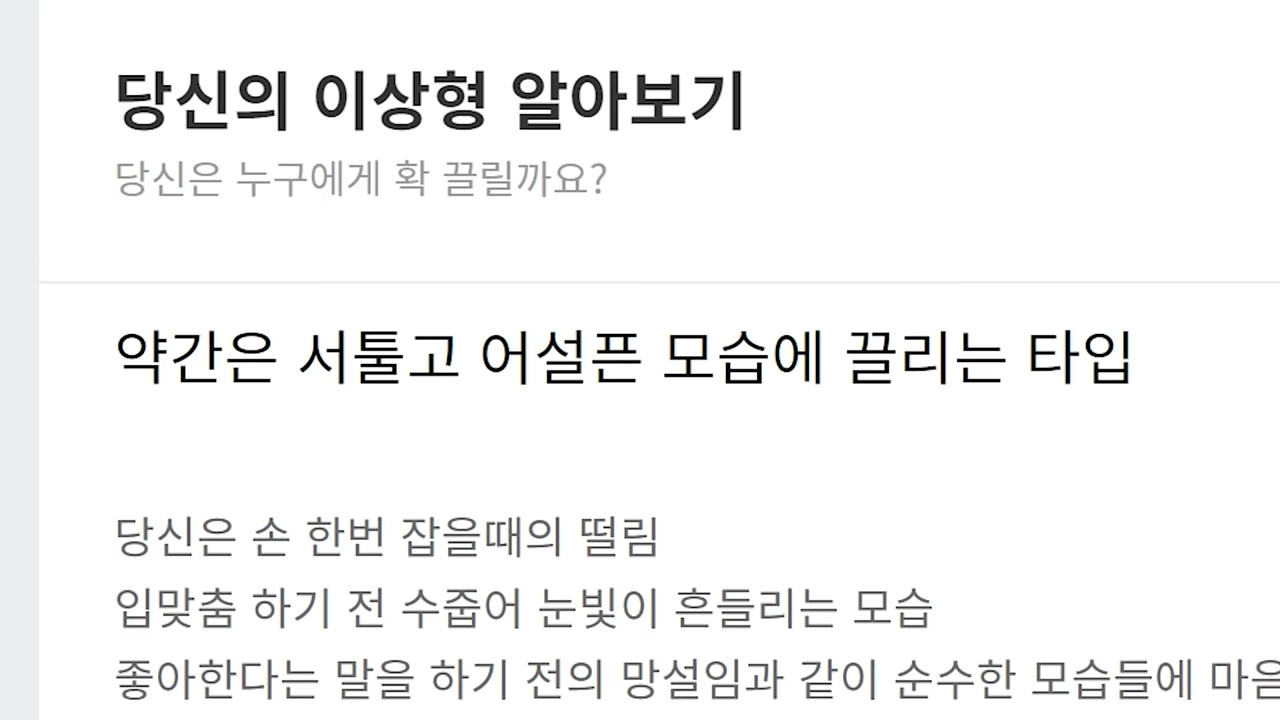 당신의 이상형 알아보기
당신은 누구에게 확 끌릴까요?
약간은 서툴고 어설픈 모습에 끌리는 타입
당신은 손 한번 잡을때의 떨림
입맞춤 하기 전 수줍어 눈빛이 흔들리는 모습
좋아한다는 말을 하기 전의 망설임과 같이 순수한 모습들에